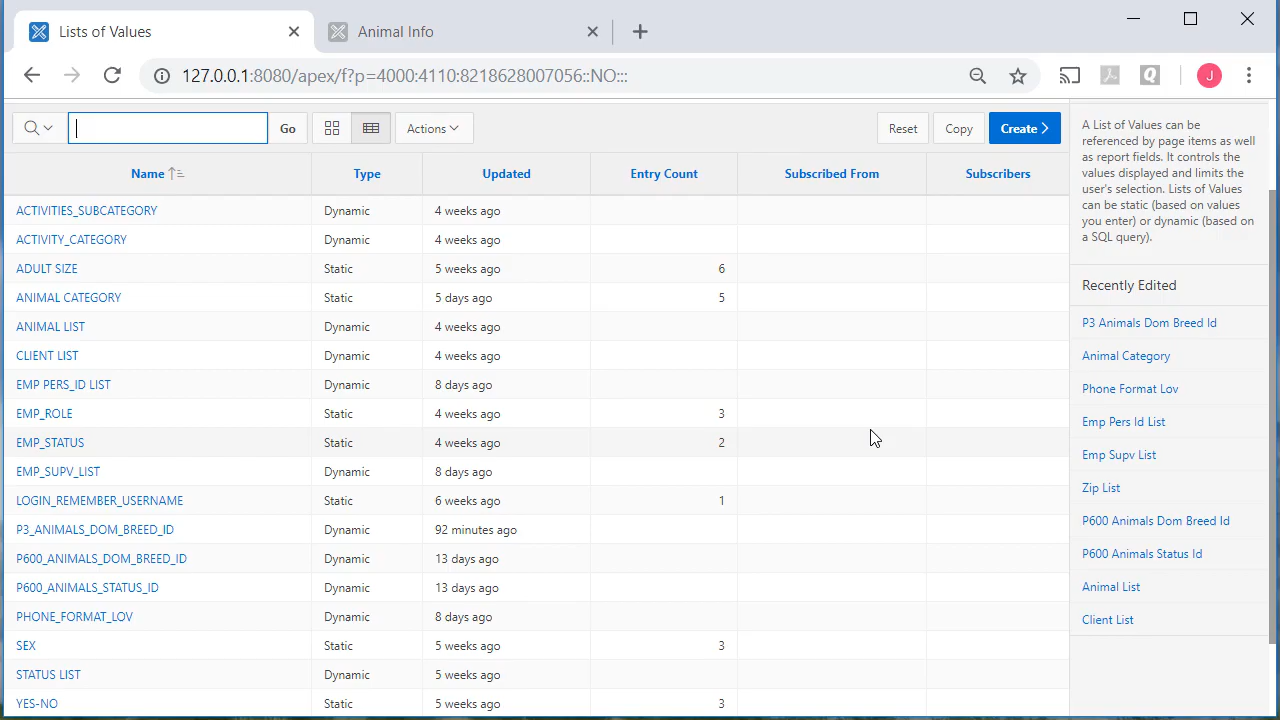 Lists of Values
Animal Info
127.0.0.1:8080/apex/f?p=4000:4110:8218628007056::NO:::
J
Go
Actions
Reset
Copy
Create
Name Type Updated Entry Count Subscribed From Subscribers
ACTIVITIES_SUBCATEGORY Dynamic 4 weeks ago
ACTIVITY_CATEGORY Dynamic 4 weeks ago
ADULT SIZE Static 5 weeks ago 6
ANIMAL CATEGORY Static 5 days ago 5
ANIMAL LIST Dynamic 4 weeks ago
CLIENT LIST Dynamic 4 weeks ago
EMP PERS_ID LIST Dynamic 8 days ago
EMP_ROLE Static 4 weeks ago 3
EMP_STATUS Static 4 weeks ago 2
EMP_SUPV_LIST Dynamic 8 days ago
LOGIN_REMEMBER_USERNAME Static 6 weeks ago 1
P3_ANIMALS_DOM_BREED_ID Dynamic 92 minutes ago
P600_ANIMALS_DOM_BREED_ID Dynamic 13 days ago
P600_ANIMALS_STATUS_ID Dynamic 13 days ago
PHONE_FORMAT_LOV Dynamic 8 days ago
SEX Static 5 weeks ago 3
STATUS LIST Dynamic 5 weeks ago
YES-NO Static 5 weeks ago 3
A List of Values can be
referenced by page items as
well as report fields. It controls the
values displayed and limits the
user's selection. Lists of Values
can be static (based on values
you enter) or dynamic (based on
a SQL query).
Recently Edited
P3 Animals Dom Breed Id
Animal Category
Phone Format Lov
Emp Pers Id List
Emp Supv List
Zip List
P600 Animals Dom Breed Id
P600 Animals Status Id
Animal List
Client List